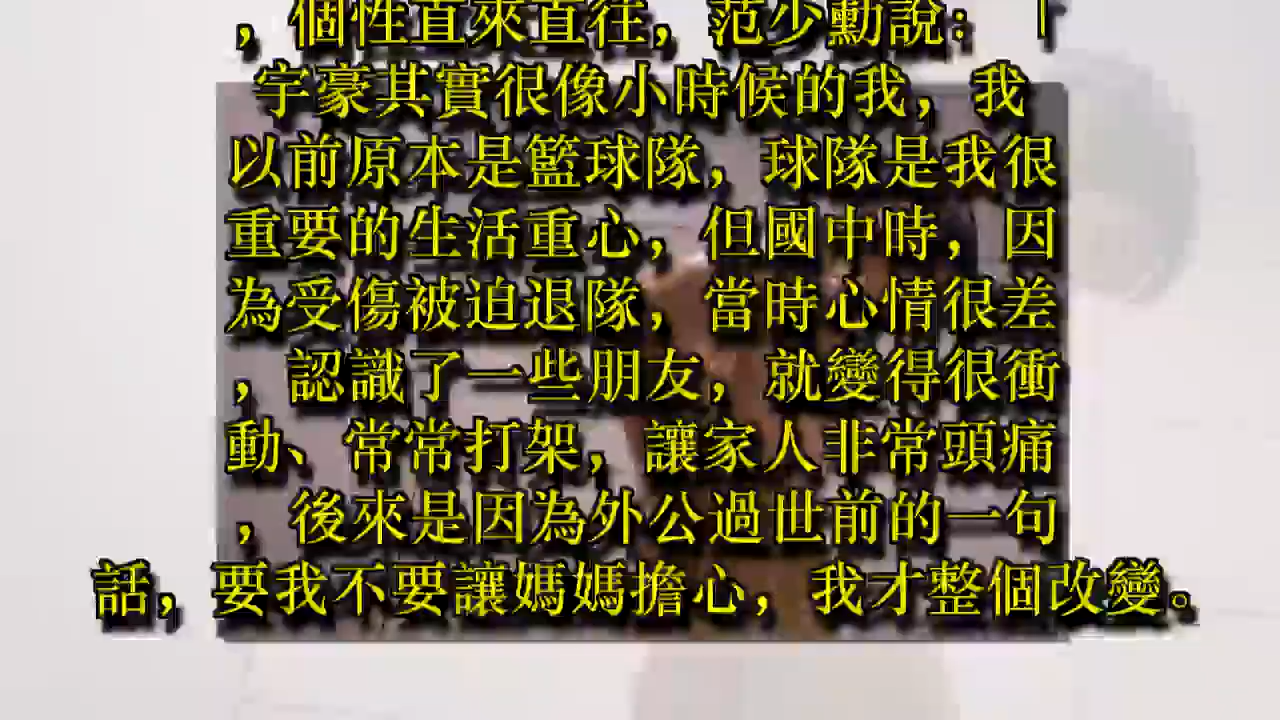 ，個性直來直往，范少勳說：「
宇豪其實很像小時候的我，我
以前原本是籃球隊，球隊是我很
重要的生活重心，但國中時，因
為受傷被迫退隊，當時心情很差
，認識了一些朋友，就變得很衝
動、常常打架，讓家人非常頭痛
，後來是因為外公過世前的一句
話，要我不要讓媽媽擔心，我才整個改變。